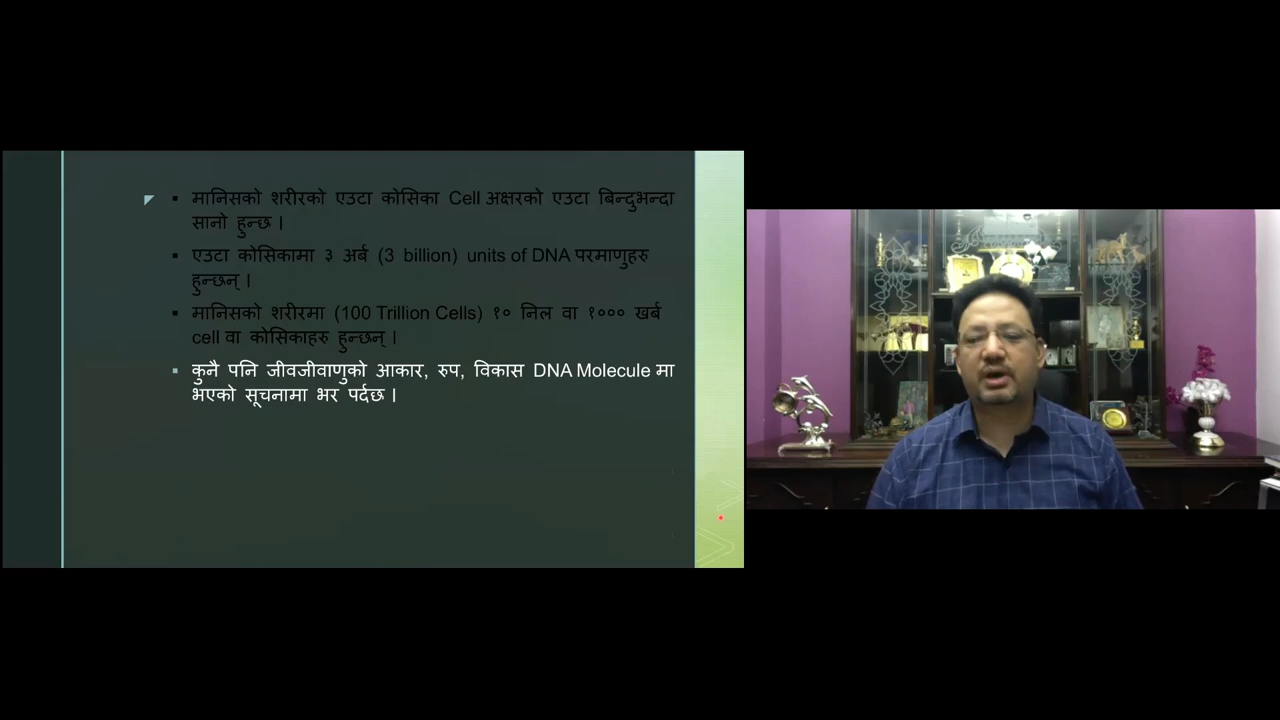 ▪ मानिसको शरीरको एउटा कोसिका Cell अक्षरको एउटा बिन्दुभन्दा
सानो हुन्छ ।
▪ एउटा कोसिकामा ३ अर्ब (3 billion) units of DNA परमाणुहरु
हुन्छन् ।
▪ मानिसको शरीरमा (100 Trillion Cells) १० निल वा १००० खर्ब
cell वा कोसिकाहरु हुन्छन् ।
▪ कुनै पनि जीवजीवाणुको आकार, रुप, विकास DNA Molecule मा
भएको सूचनामा भर पर्दछ ।